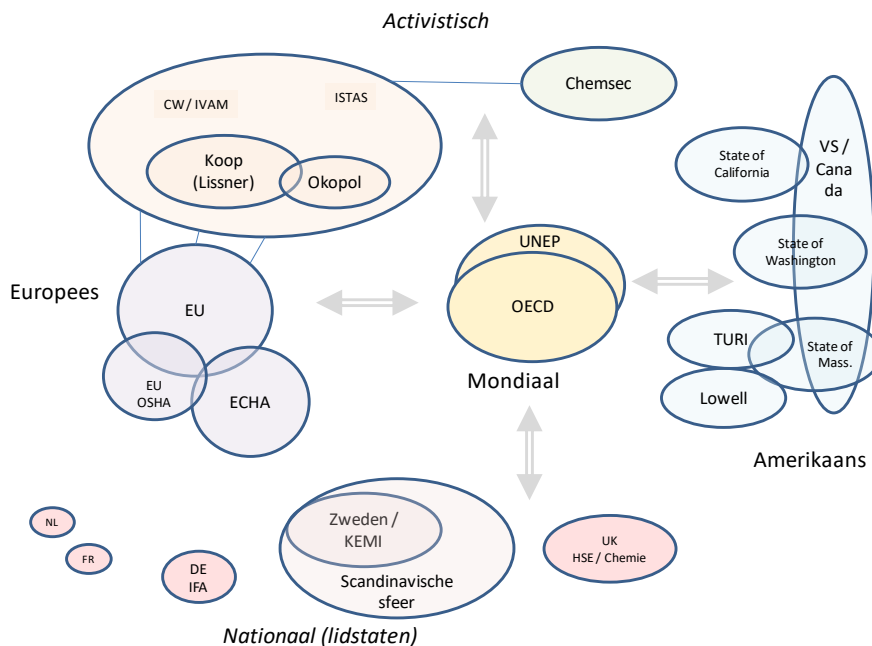 Activistisch
CW / IVAM
ISTAS
Koop
(Lissner)
Okopol
Chemsec
State of
California
VS /
Cana
da
State of
Washington
TURI
State of
Mass.
Lowell
Amerikaans
UNEP
OECD
Mondiaal
Europees
EU
EU
OSHA
ECHA
NL
FR
DE
IFA
Zweden /
KEMI
Scandinavische
sfeer
UK
HSE / Chemie
Nationaal (lidstaten)